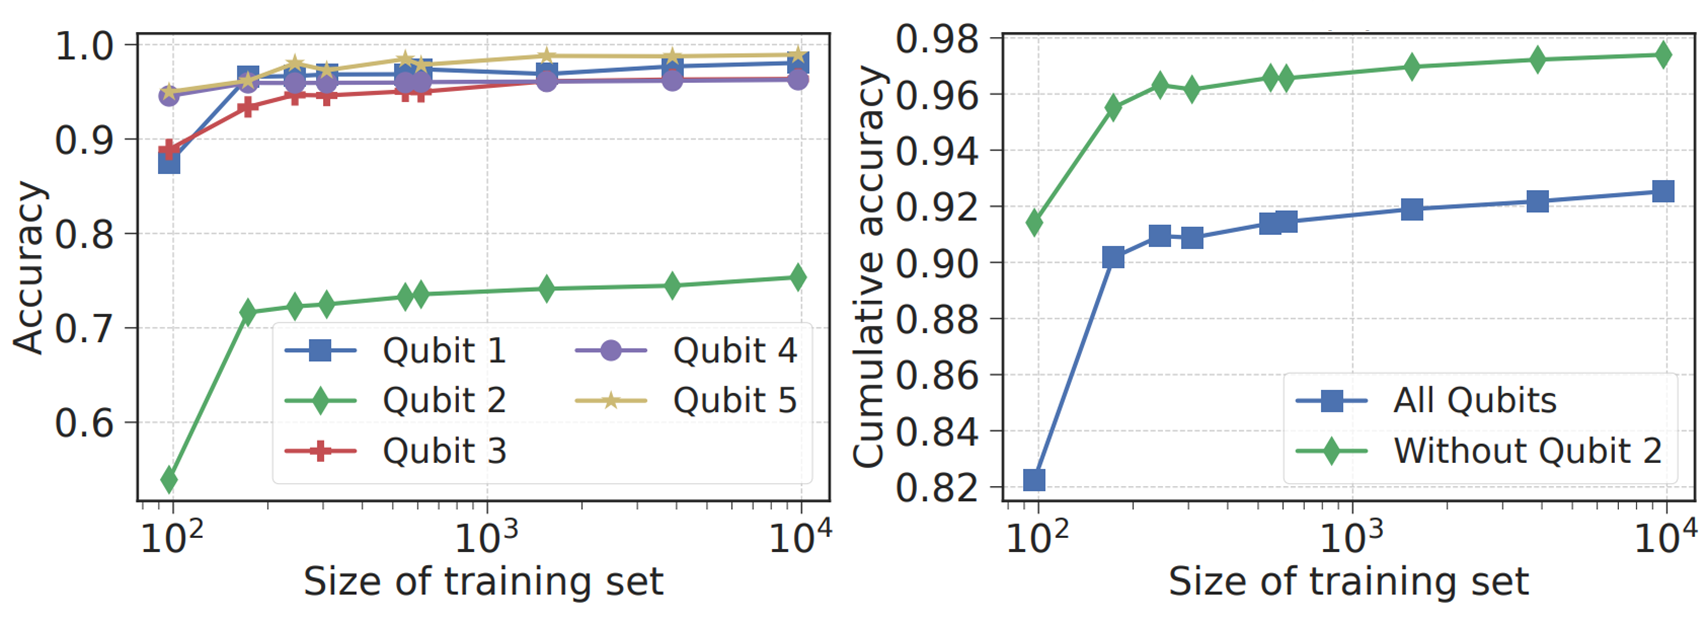 Accuracy
1.0
0.9
0.8
0.7
0.6
Qubit 1
Qubit 2
Qubit 3
Qubit 4
Qubit 5
10²
10³
10⁴
Size of training set
Cumulative accuracy
0.98
0.96
0.94
0.92
0.90
0.88
0.86
0.84
0.82
All Qubits
Without Qubit 2
10²
10³
10⁴
Size of training set